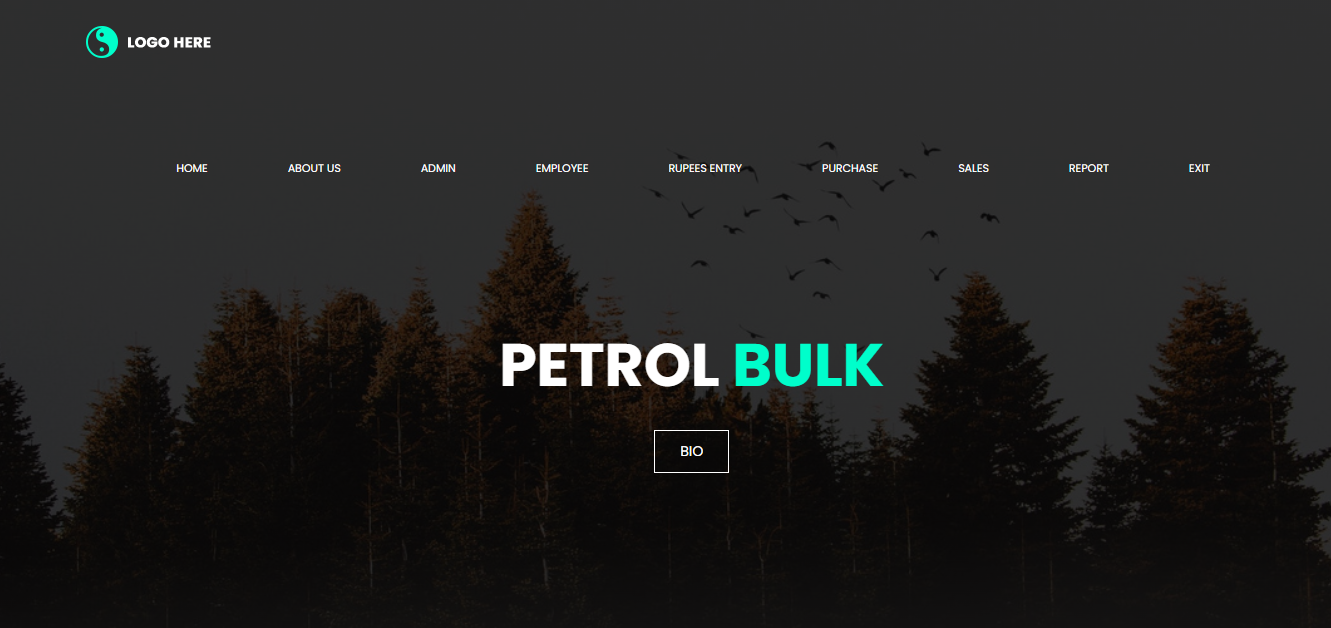 LOGO HERE
HOME ABOUT US ADMIN EMPLOYEE RUPEES ENTRY PURCHASE SALES REPORT EXIT
PETROL BULK
BIO